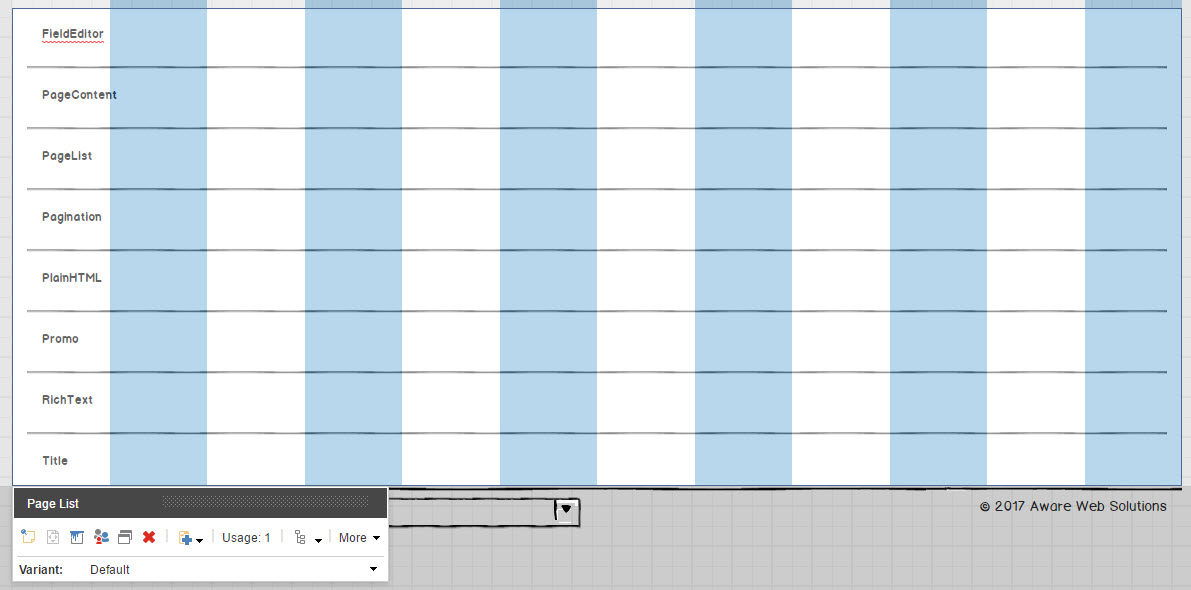 FieldEditor
PageContent
PageList
Pagination
PlainHTML
Promo
RichText
Title
Page List
© 2017 Aware Web Solutions
Usage: 1 More
Variant: Default